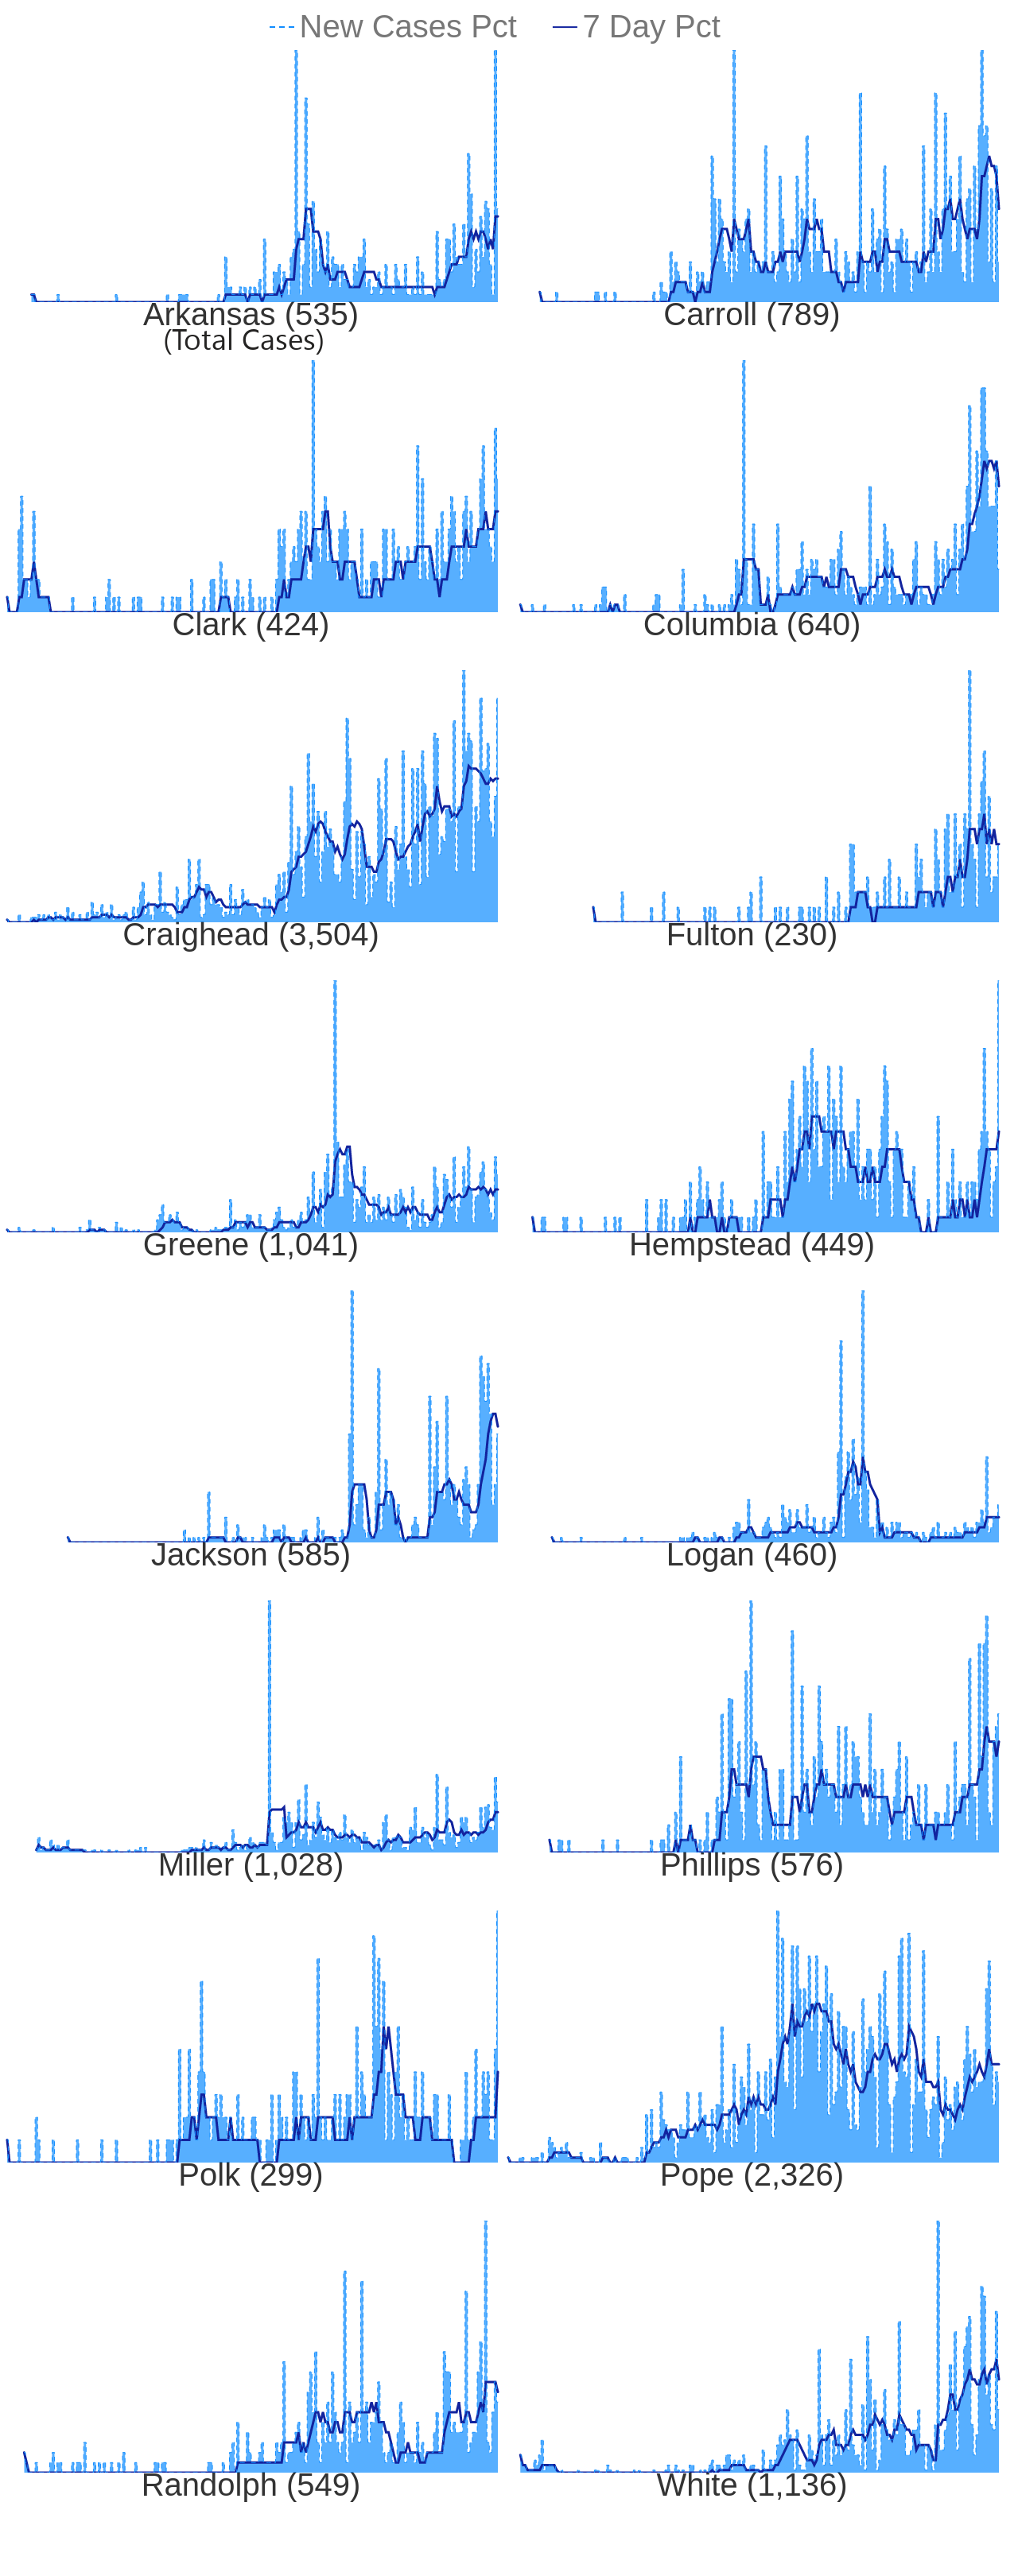 New Cases Pct 7 Day Pct
Arkansas (535) Carroll (789)
(Total Cases)
Clark (424) Columbia (640)
Craighead (3,504) Fulton (230)
Greene (1,041) Hempstead (449)
Jackson (585) Logan (460)
Miller (1,028) Phillips (576)
Polk (299) Pope (2,326)
Randolph (549) White (1,136)